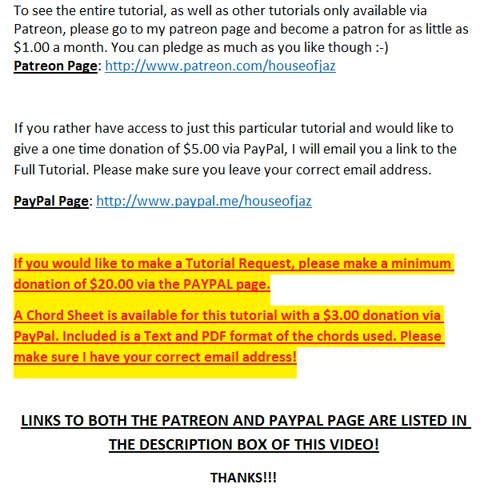 To see the entire tutorial, as well as other tutorials only available via
Patreon, please go to my patreon page and become a patron for as little as
$1.00 a month. You can pledge as much as you like though :-)
Patreon Page: http://www.patreon.com/houseofjaz
If you rather have access to just this particular tutorial and would like to
give a one time donation of $5.00 via PayPal, I will email you a link to the
Full Tutorial. Please make sure you leave your correct email address.
PayPal Page: http://www.paypal.me/houseofjaz
If you would like to make a Tutorial Request, please make a minimum
donation of $20.00 via the PAYPAL page.
A Chord Sheet is available for this tutorial with a $3.00 donation via
PayPal. Included is a Text and PDF format of the chords used. Please
make sure I have your correct email address!
LINKS TO BOTH THE PATREON AND PAYPAL PAGE ARE LISTED IN
THE DESCRIPTION BOX OF THIS VIDEO!
THANKS!!!